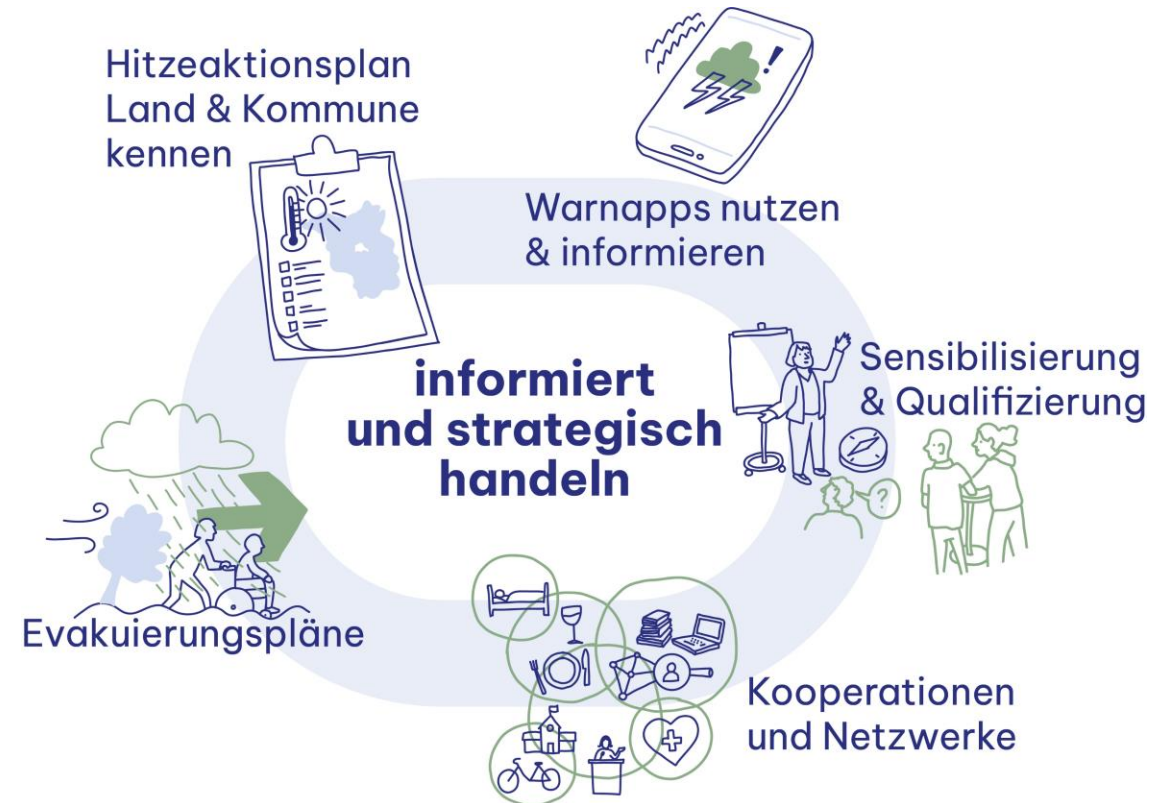 Hitzeaktionsplan
Land & Kommune
kennen
!
Warnapps nutzen
& informieren
informiert
und strategisch
handeln
Sensibilisierung
& Qualifizierung
?
Evakuierungspläne
Kooperationen
und Netzwerke